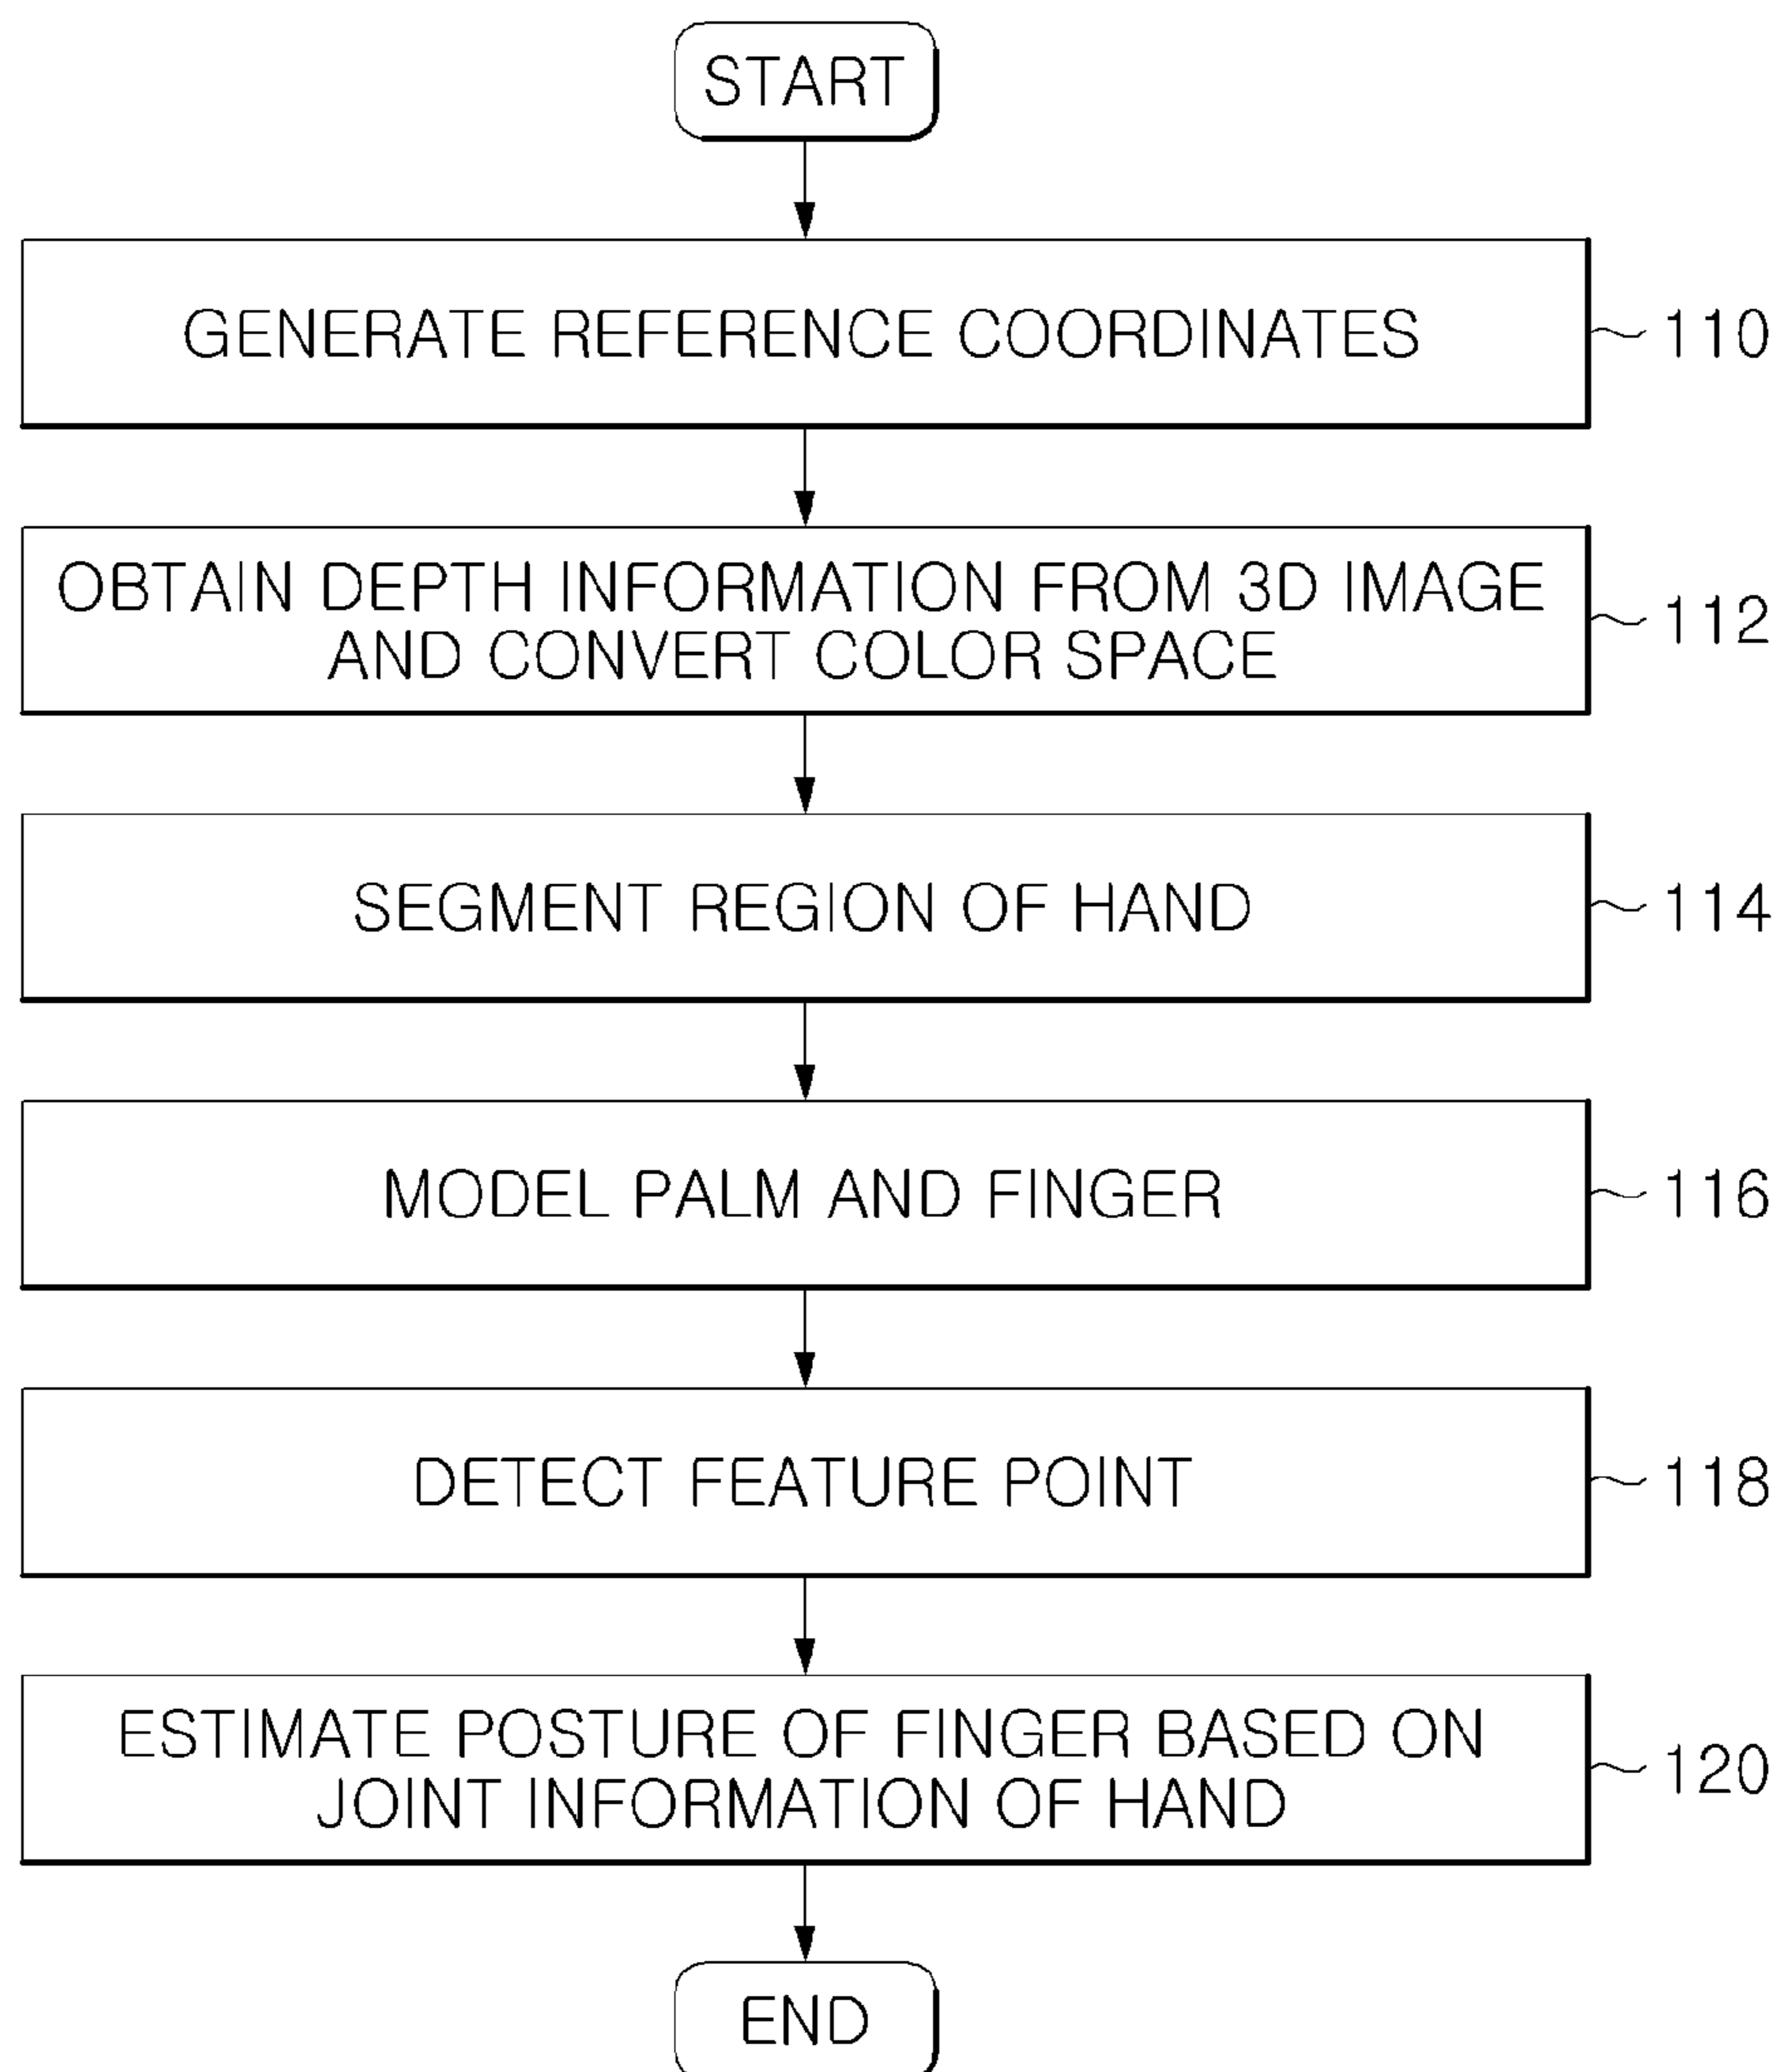 START
GENERATE REFERENCE COORDINATES
110
OBTAIN DEPTH INFORMATION FROM 3D IMAGE
AND CONVERT COLOR SPACE
112
SEGMENT REGION OF HAND
114
MODEL PALM AND FINGER
116
DETECT FEATURE POINT
118
ESTIMATE POSTURE OF FINGER BASED ON
JOINT INFORMATION OF HAND
120
END